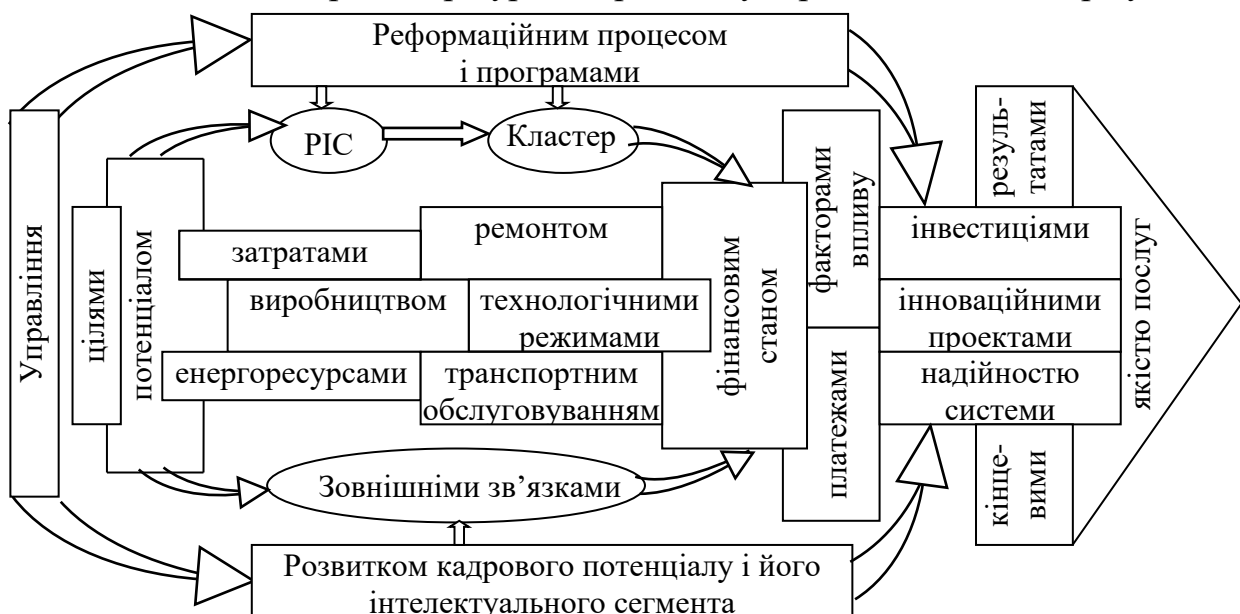 Реформаційним процесом
і програмами
РІС
Кластер
Управління
цілями
потенціалом
затратами
ремонтом
виробництвом
технологічними
режимами
енергоресурсами
транспортним
обслуговуванням
фінансовим
станом
факторами
впливу
платежами
резуль-
татами
інвестиціями
інноваційними
проектами
надійностю
системи
кінце-
вими
якістю послуг
Зовнішніми зв’язками
Розвитком кадрового потенціалу і його
інтелектуального сегмента